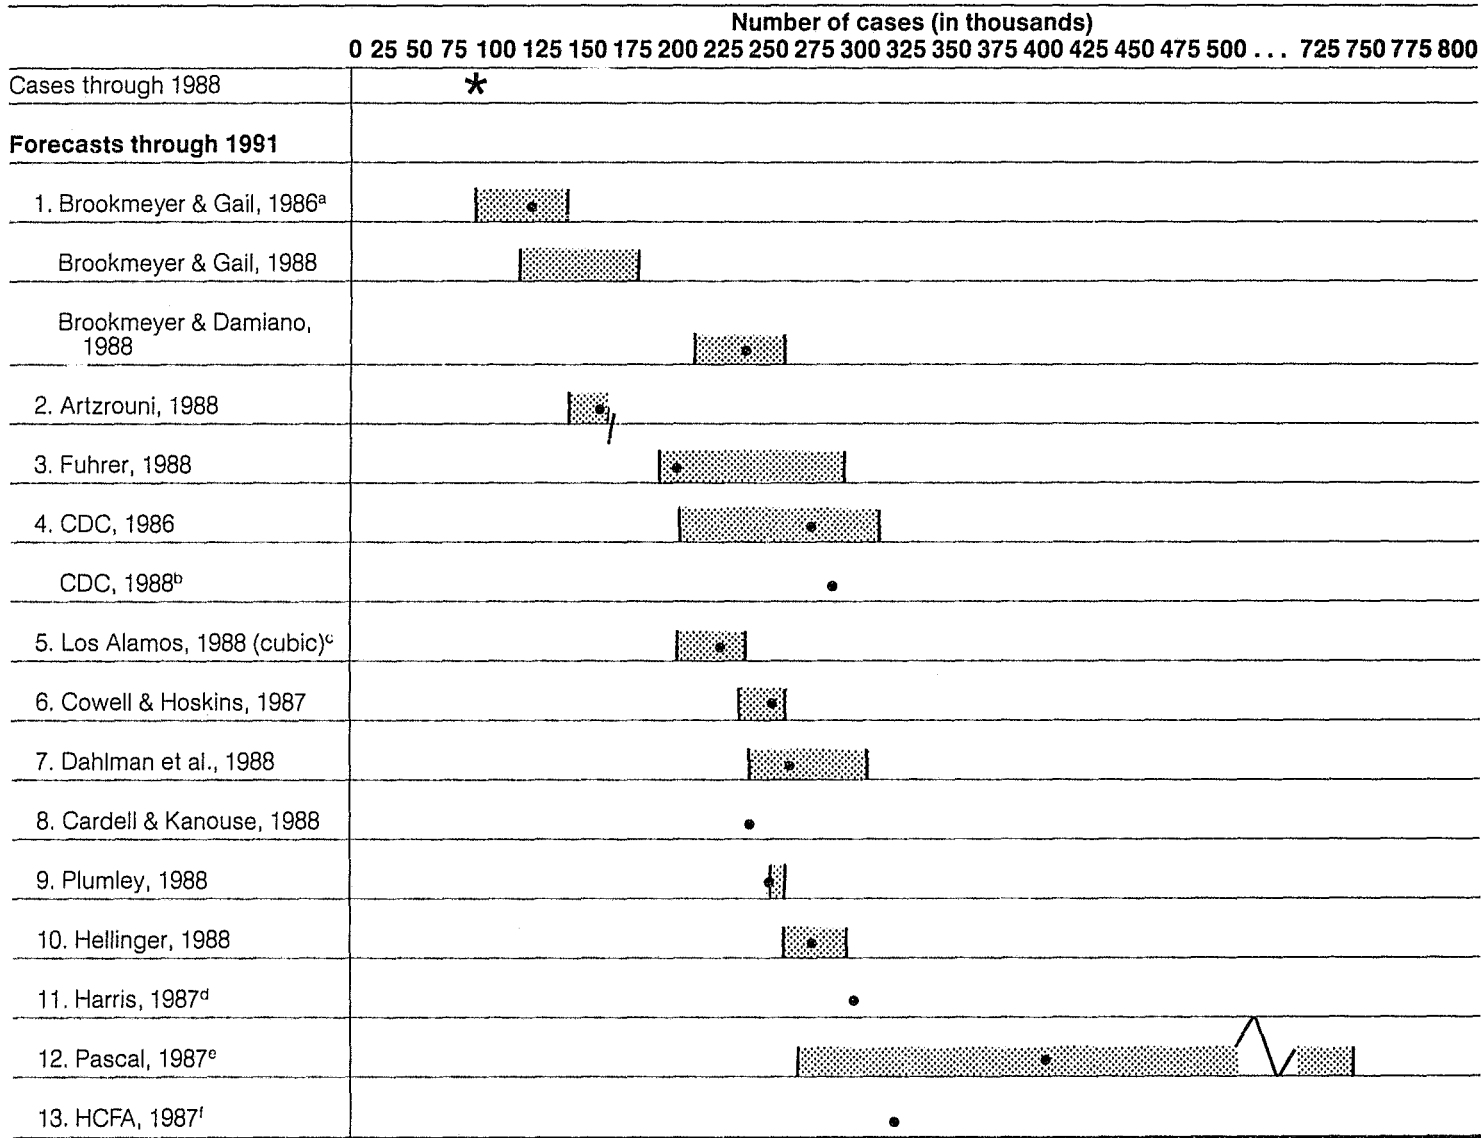 Number of cases (in thousands)
0 25 50 75 100 125 150 175 200 225 250 275 300 325 350 375 400 425 450 475 500 . . . 725 750 775 800
Cases through 1988
*
Forecasts through 1991
1. Brookmeyer & Gail, 1986ᵃ
Brookmeyer & Gail, 1988
Brookmeyer & Damiano,
1988
2. Artzrouni, 1988
3. Fuhrer, 1988
4. CDC, 1986
CDC, 1988ᵇ
5. Los Alamos, 1988 (cubic)ᶜ
6. Cowell & Hoskins, 1987
7. Dahlman et al., 1988
8. Cardell & Kanouse, 1988
9. Plumley, 1988
10. Hellinger, 1988
11. Harris, 1987ᵈ
12. Pascal, 1987ᵉ
13. HCFA, 1987ᶠ